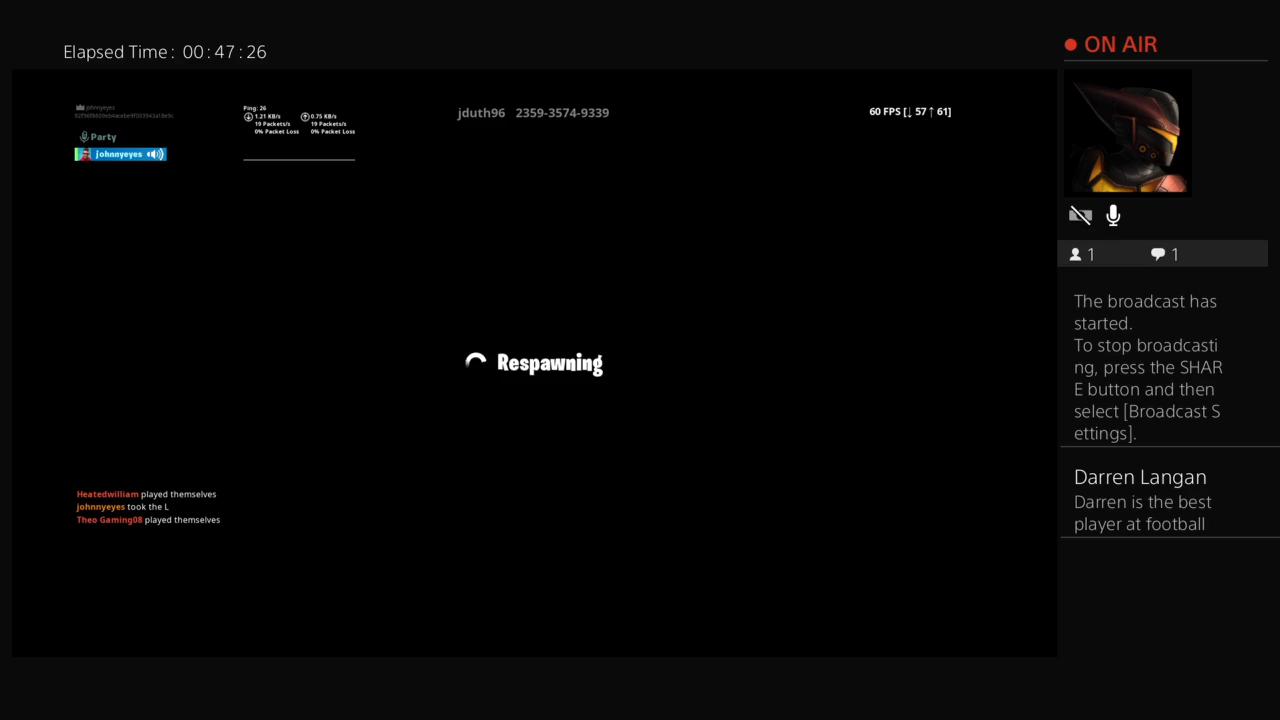 Elapsed Time: 00:47:26
ON AIR
johnnyeyes
Party
johnnyeyes
Ping: 26
1.21 KB/s 0.75 KB/s
19 Packets/s 19 Packets/s
0% Packet Loss 0% Packet Loss
jduth96 2359-3574-9339
60 FPS [↓ 57 ↑ 61]
1 1
The broadcast has
started.
To stop broadcasti
ng, press the SHAR
E button and then
select [Broadcast S
ettings].
Darren Langan
Darren is the best
player at football
Respawning
Heatedwilliam played themselves
johnnyeyes took the L
Theo Gaming08 played themselves